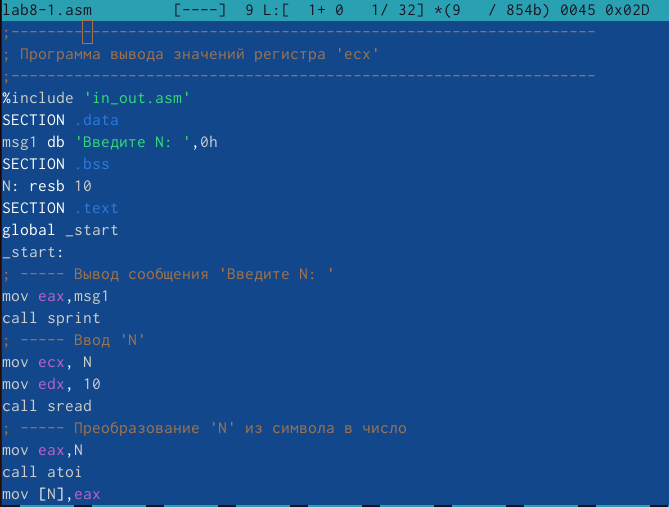 lab8-1.asm [----] 9 L:[ 1+ 0 1/ 32] *(9 / 854b) 0045 0x02D
;-----------------------------------------------------------------
; Программа вывода значений регистра 'ecx'
;-----------------------------------------------------------------
%include 'in_out.asm'
SECTION .data
msg1 db 'Введите N: ',0h
SECTION .bss
N: resb 10
SECTION .text
global _start
_start:
; ----- Вывод сообщения 'Введите N: '
mov eax,msg1
call sprint
; ----- Ввод 'N'
mov ecx, N
mov edx, 10
call sread
; ----- Преобразование 'N' из символа в число
mov eax,N
call atoi
mov [N],eax